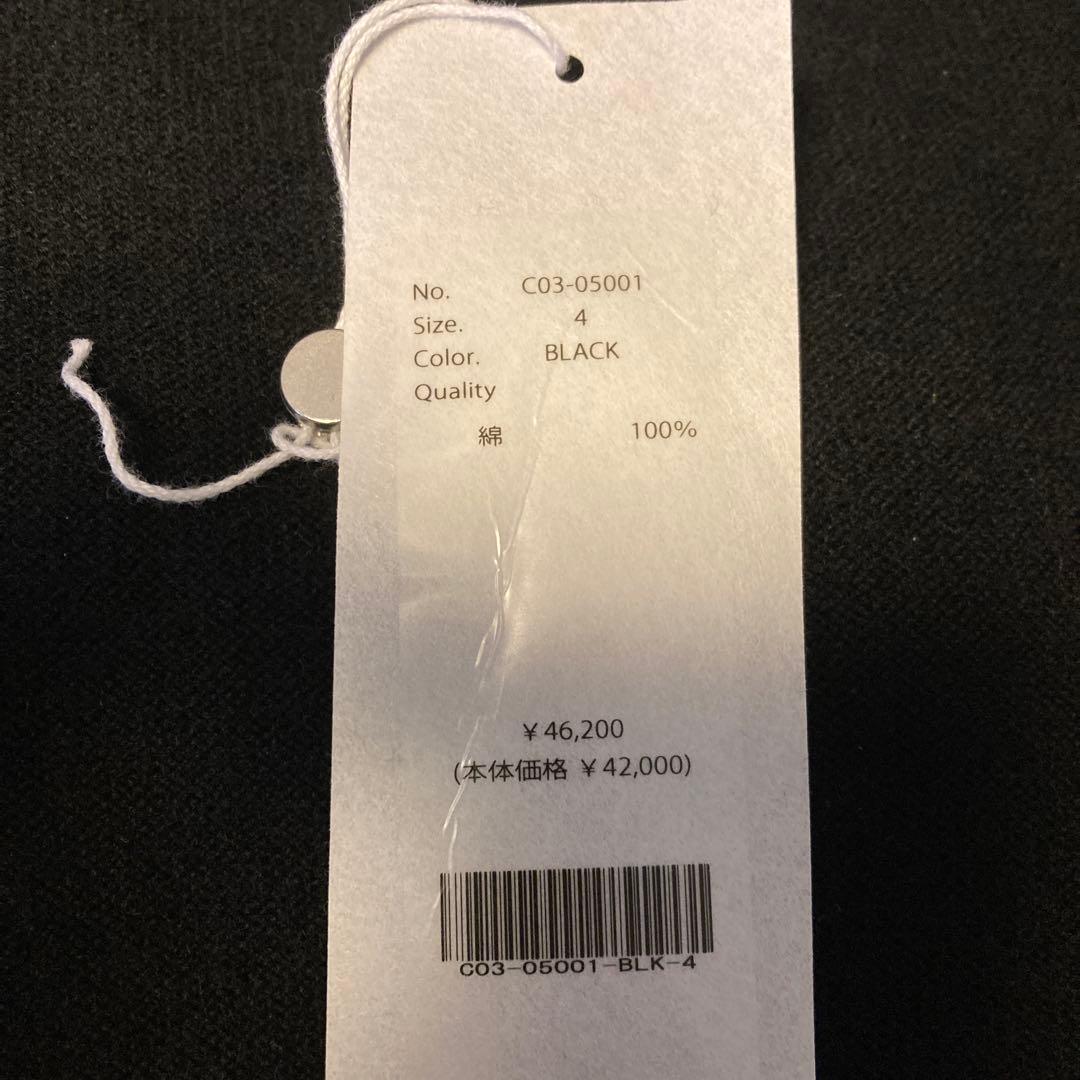 No. C03-05001
Size. 4
Color. BLACK
Quality
綿 100%
¥46,200
(本体価格 ¥42,000)
C03-05001-BLK-4